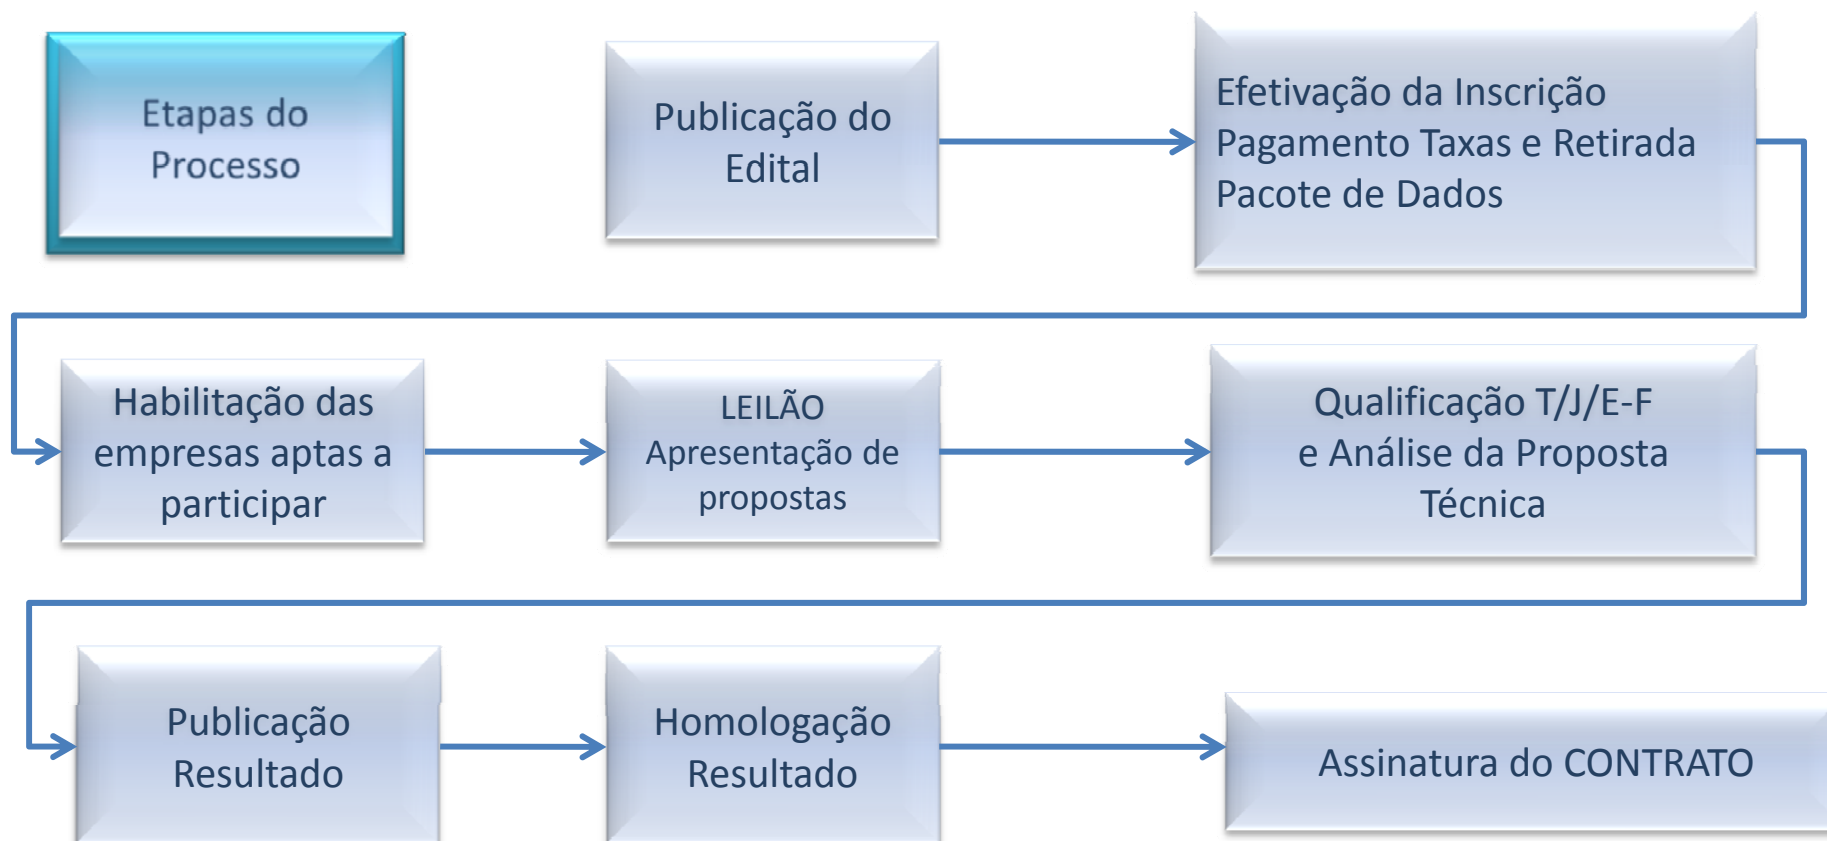 Etapas do
Processo
Publicação do
Edital
Efetivação da Inscrição
Pagamento Taxas e Retirada
Pacote de Dados
Habilitação das
empresas aptas a
participar
LEILÃO
Apresentação de
propostas
Qualificação T/J/E-F
e Análise da Proposta
Técnica
Publicação
Resultado
Homologação
Resultado
Assinatura do CONTRATO